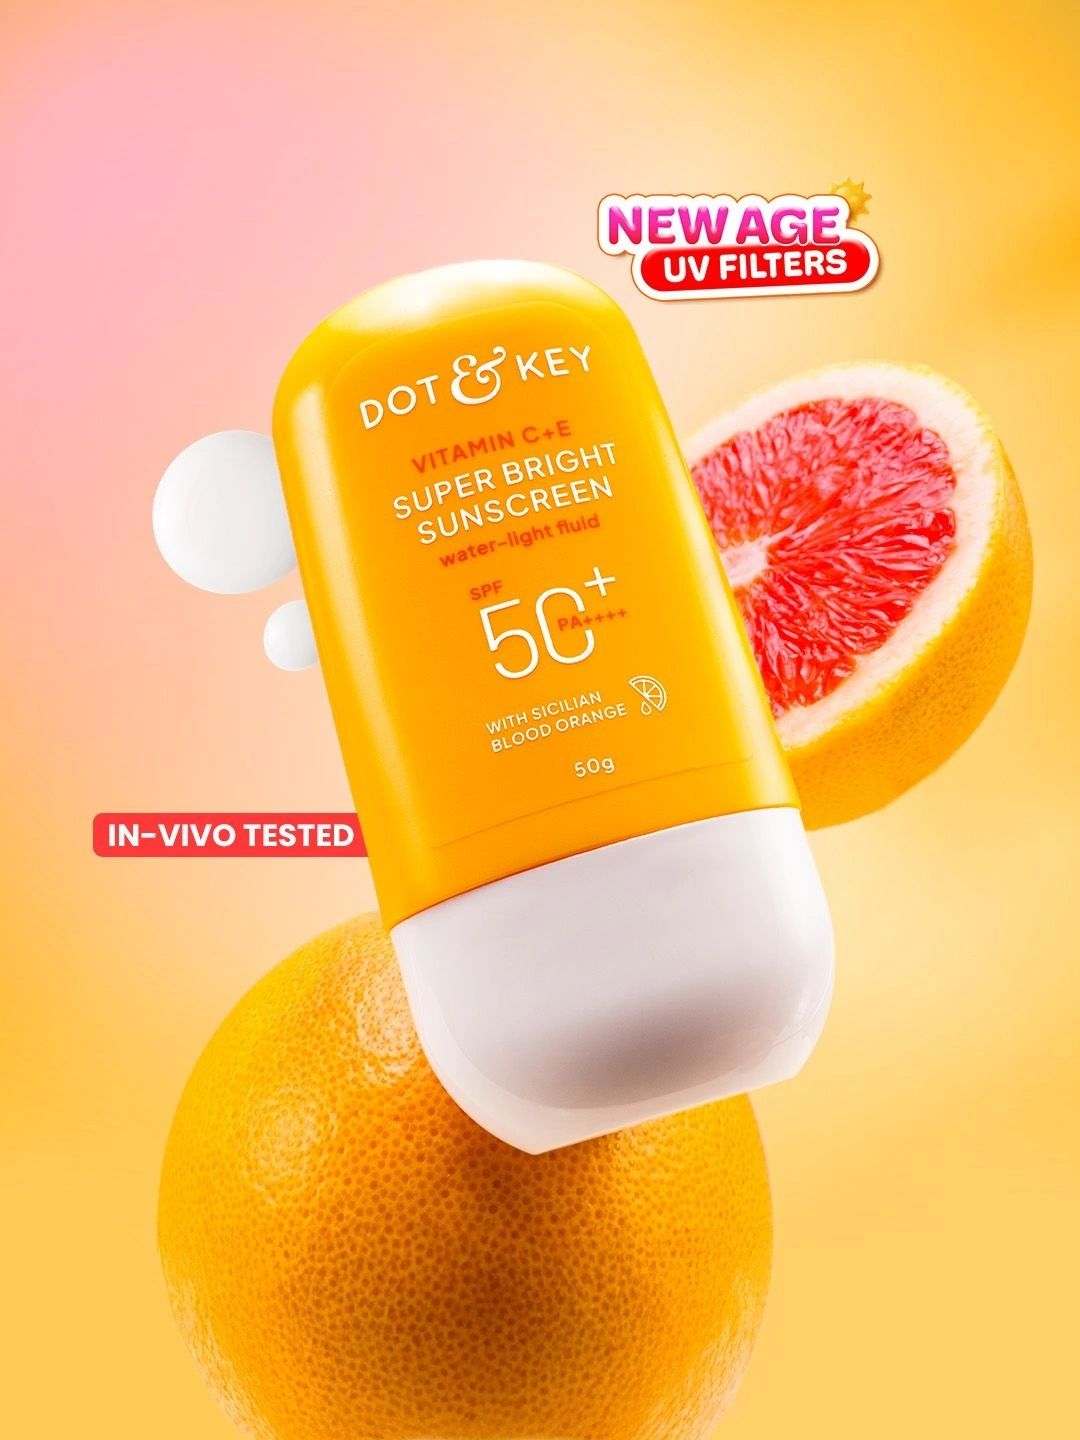 NEW AGE
UV FILTERS
DOT & KEY
VITAMIN C+E
SUPER BRIGHT
SUNSCREEN
water-light fluid
SPF
50+
PA++++
WITH SICILIAN
BLOOD ORANGE
50g
IN-VIVO TESTED